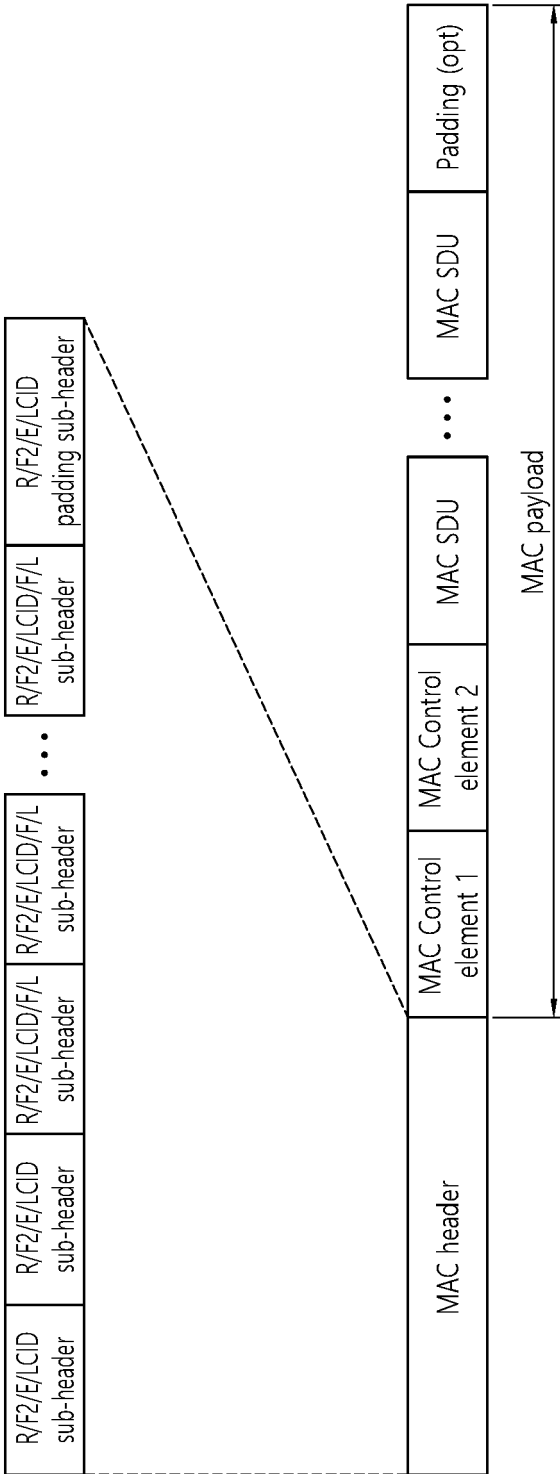 R/F2/E/LCID
sub-header
R/F2/E/LCID
sub-header
R/F2/E/LCID/F/L
sub-header
R/F2/E/LCID/F/L
sub-header
...
R/F2/E/LCID/F/L
sub-header
R/F2/E/LCID
padding sub-header
MAC header
MAC Control
element 1
MAC Control
element 2
MAC SDU
...
MAC SDU
Padding (opt)
MAC payload